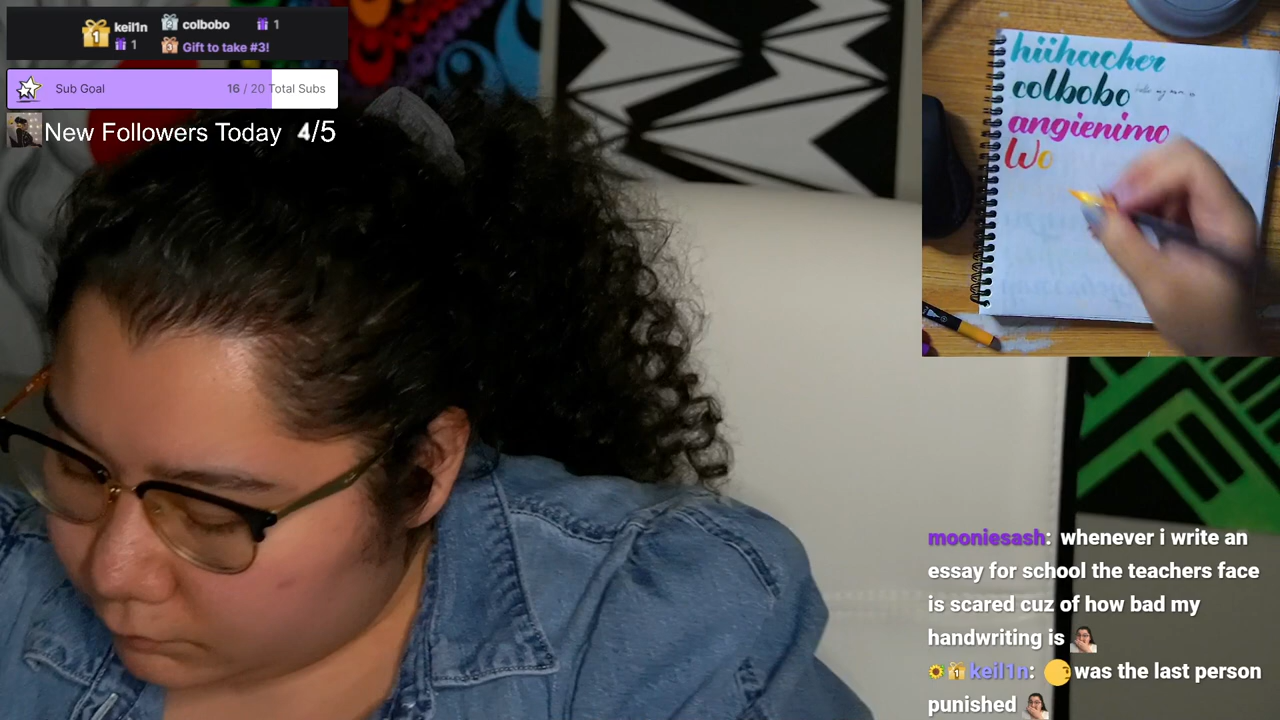 keil1n
1
colbobo
1
Gift to take #3!
Sub Goal
16 / 20 Total Subs
New Followers Today 4/5
hiihacker
colbobo
angienimo
Wo
mooniesash: whenever i write an
essay for school the teachers face
is scared cuz of how bad my
handwriting is
keil1n: was the last person
punished